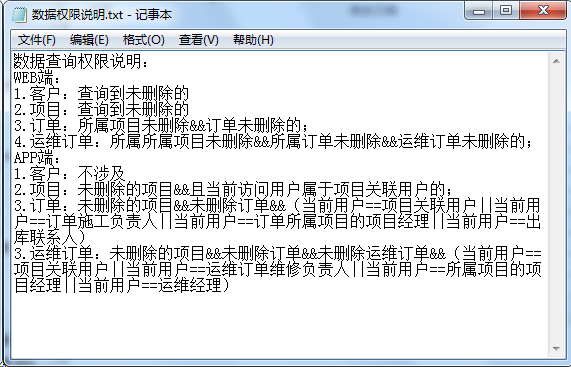 数据权限说明.txt - 记事本
文件(F) 编辑(E) 格式(O) 查看(V) 帮助(H)
数据查询权限说明：
WEB端：
1.客户：查询到未删除的
2.项目：查询到未删除的
3.订单：所属项目未删除&&订单未删除的；
4.运维订单：所属所属项目未删除&&所属订单未删除&&运维订单未删除的；
APP端：
1.客户：不涉及
2.项目：未删除的项目&&且当前访问用户属于项目关联用户的；
3.订单：未删除的项目&&未删除订单&&（当前用户==项目关联用户||当前用
户==订单施工负责人||当前用户==订单所属项目的项目经理||当前用户==出
库联系人）
3.运维订单：未删除的项目&&未删除订单&&未删除运维订单&&（当前用户==
项目关联用户||当前用户==运维订单维修负责人||当前用户==所属项目的项
目经理||当前用户==运维经理）